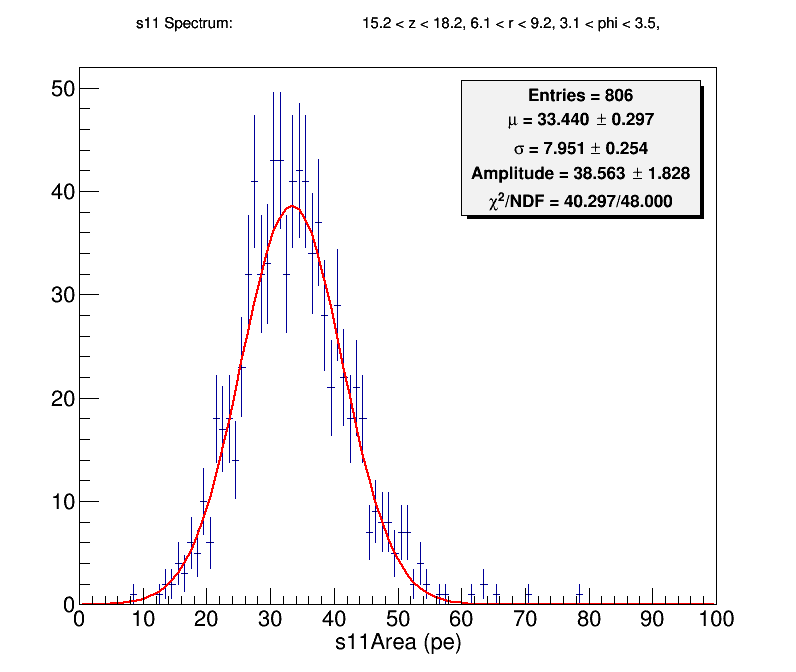 s11 Spectrum: 15.2 < z < 18.2, 6.1 < r < 9.2, 3.1 < phi < 3.5,
Entries = 806
μ = 33.440 ± 0.297
σ = 7.951 ± 0.254
Amplitude = 38.563 ± 1.828
χ²/NDF = 40.297/48.000
50
40
30
20
10
0
0 10 20 30 40 50 60 70 80 90 100
s11Area (pe)